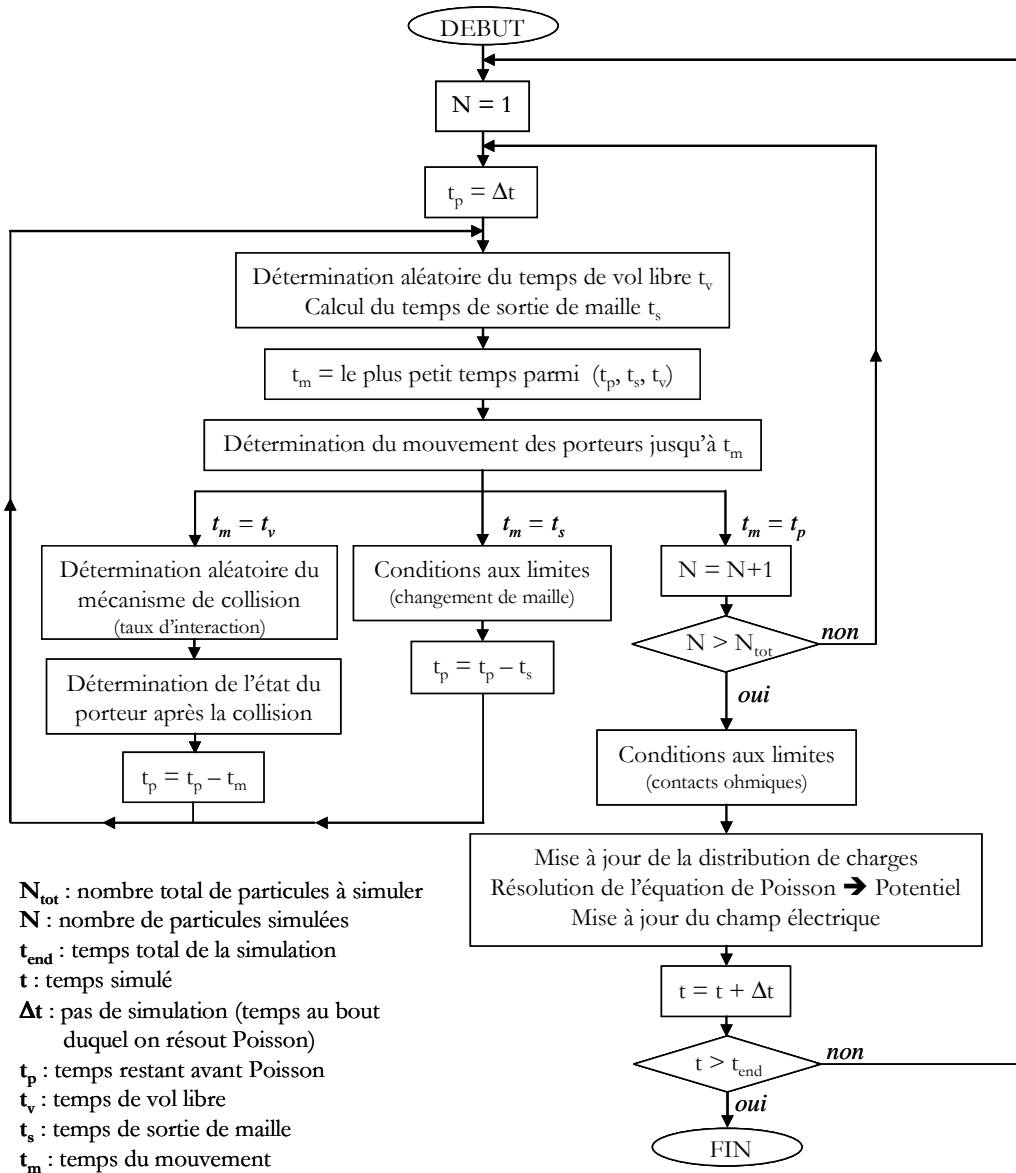 DEBUT
N = 1
t_p = Δt
Détermination aléatoire du temps de vol libre t_v
Calcul du temps de sortie de maille t_s
t_m = le plus petit temps parmi (t_p, t_s, t_v)
Détermination du mouvement des porteurs jusqu’à t_m
t_m = t_v
t_m = t_s
t_m = t_p
Détermination aléatoire du
mécanisme de collision
(taux d’interaction)
Détermination de l’état du
porteur après la collision
t_p = t_p – t_m
Conditions aux limites
(changement de maille)
t_p = t_p – t_s
N = N+1
N > N_tot
non
oui
Conditions aux limites
(contacts ohmiques)
Mise à jour de la distribution de charges
Résolution de l’équation de Poisson ➔ Potentiel
Mise à jour du champ électrique
t = t + Δt
t > t_end
non
oui
FIN
N_tot : nombre total de particules à simuler
N : nombre de particules simulées
t_end : temps total de la simulation
t : temps simulé
Δt : pas de simulation (temps au bout
duquel on résout Poisson)
t_p : temps restant avant Poisson
t_v : temps de vol libre
t_s : temps de sortie de maille
t_m : temps du mouvement